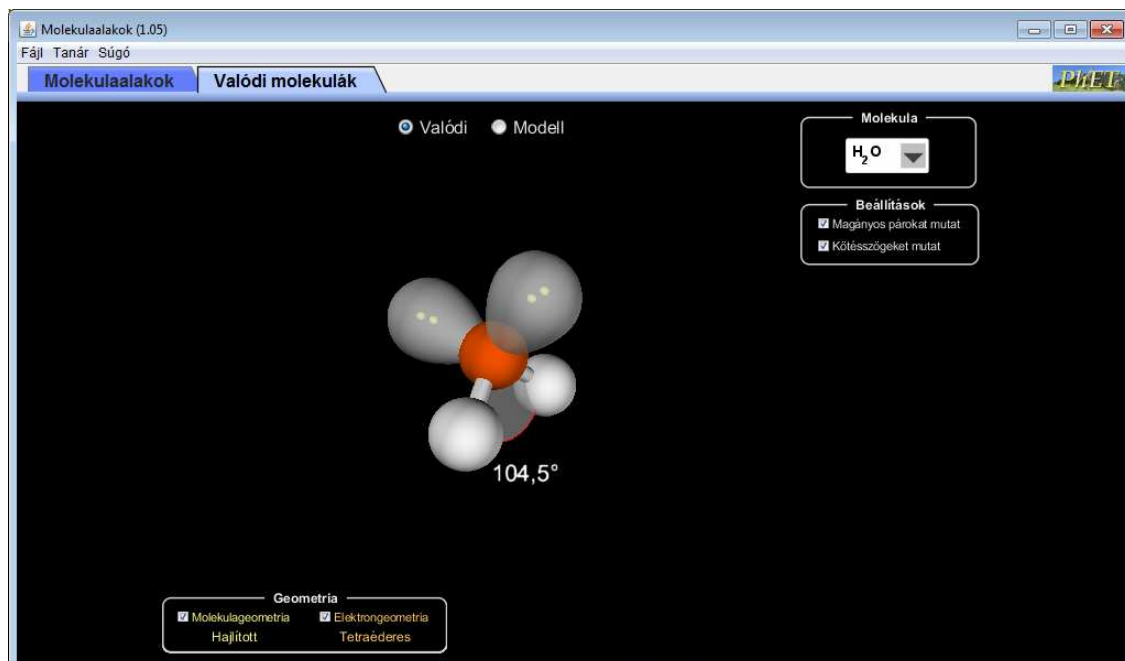 Molekulaalakok (1.05)
Fájl Tanár Súgó
Molekulaalakok Valódi molekulák
PhET
Valódi Modell
Molekula
H₂O
Beállítások
Magányos párokat mutat
Kötésszögeket mutat
104,5°
Geometria
Molekulageometria Elektrongeometria
Hajlított Tetraéderes